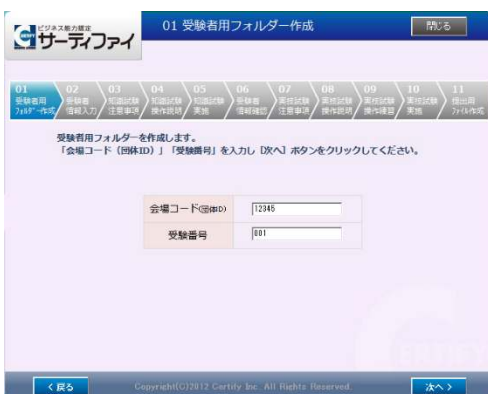 ビジネス能力認定
サーティファイ
01 受験者用フォルダー作成
閉じる
01 02 03 04 05 06 07 08 09 10 11
受験者用 受験者 知識試験 知識試験 知識試験 受験者 実技試験 実技試験 実技試験 実技試験 提出用
フォルダー作成 情報入力 注意事項 操作説明 実施 情報確認 注意事項 操作説明 操作練習 実施 ファイル作成
受験者用フォルダーを作成します。
「会場コード（団体ID）」「受験番号」を入力し［次へ］ボタンをクリックしてください。
会場コード(団体ID) 12345
受験番号 001
< 戻る
Copyright(C)2012 Certify Inc. All Rights Reserved.
次へ >